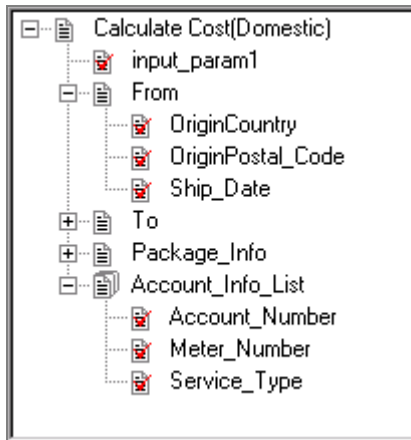 Calculate Cost(Domestic)
input_param1
From
OriginCountry
OriginPostal_Code
Ship_Date
To
Package_Info
Account_Info_List
Account_Number
Meter_Number
Service_Type